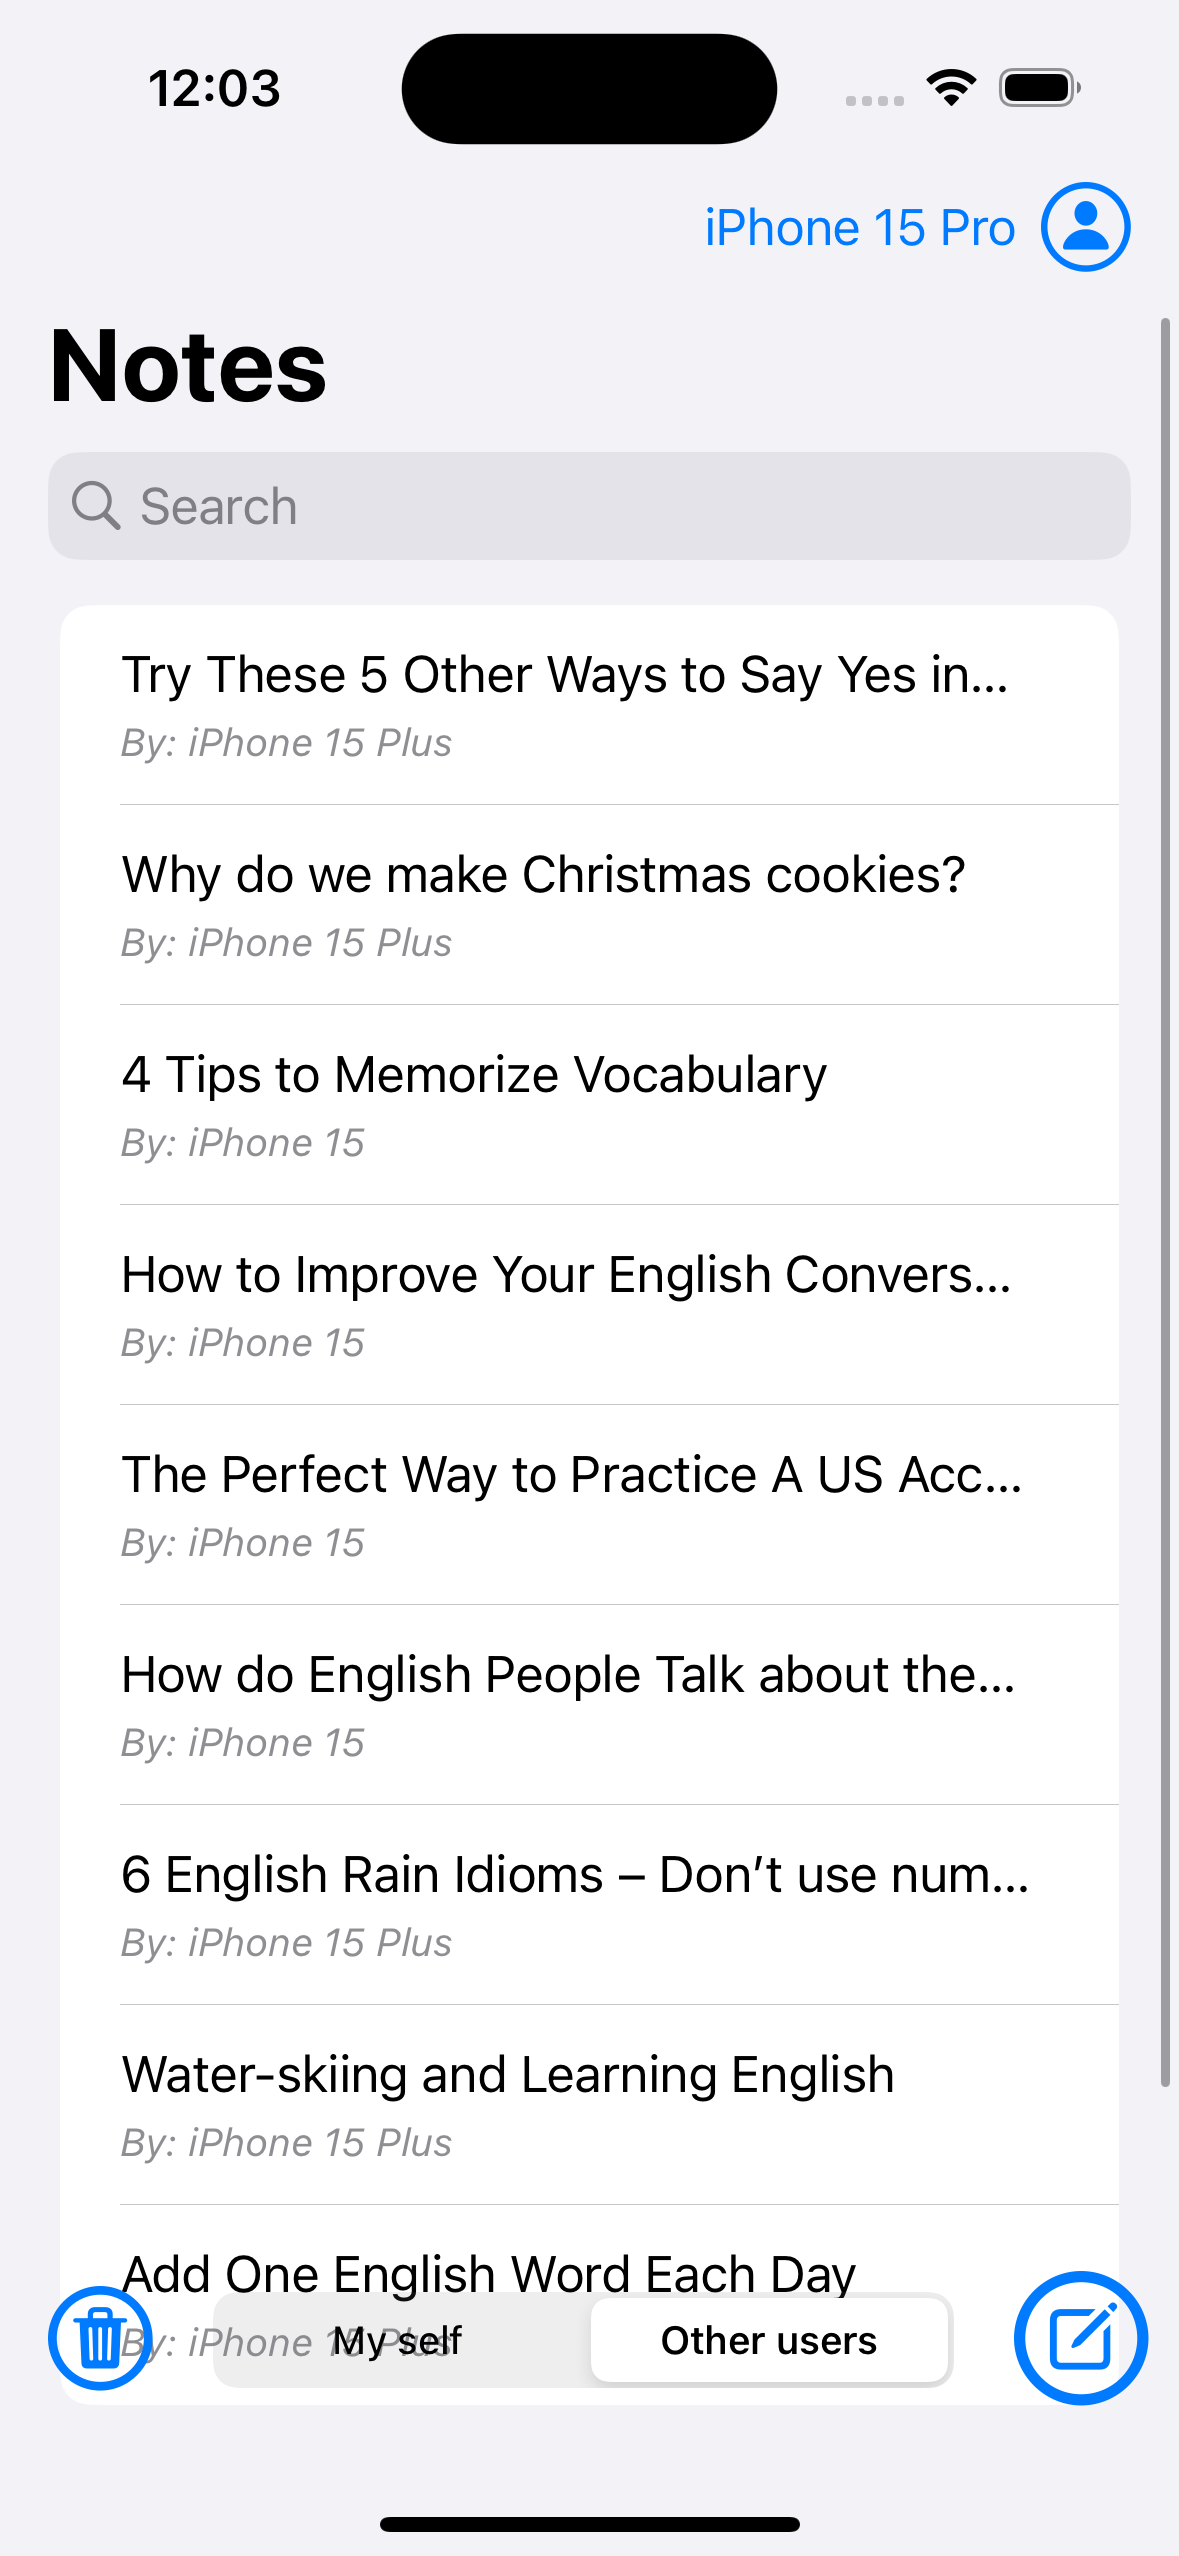 12:03
iPhone 15 Pro
Notes
Search
Try These 5 Other Ways to Say Yes in...
By: iPhone 15 Plus
Why do we make Christmas cookies?
By: iPhone 15 Plus
4 Tips to Memorize Vocabulary
By: iPhone 15
How to Improve Your English Convers...
By: iPhone 15
The Perfect Way to Practice A US Acc...
By: iPhone 15
How do English People Talk about the...
By: iPhone 15
6 English Rain Idioms – Don’t use num...
By: iPhone 15 Plus
Water-skiing and Learning English
By: iPhone 15 Plus
Add One English Word Each Day
By: iPhone 15 Plus
My self
Other users